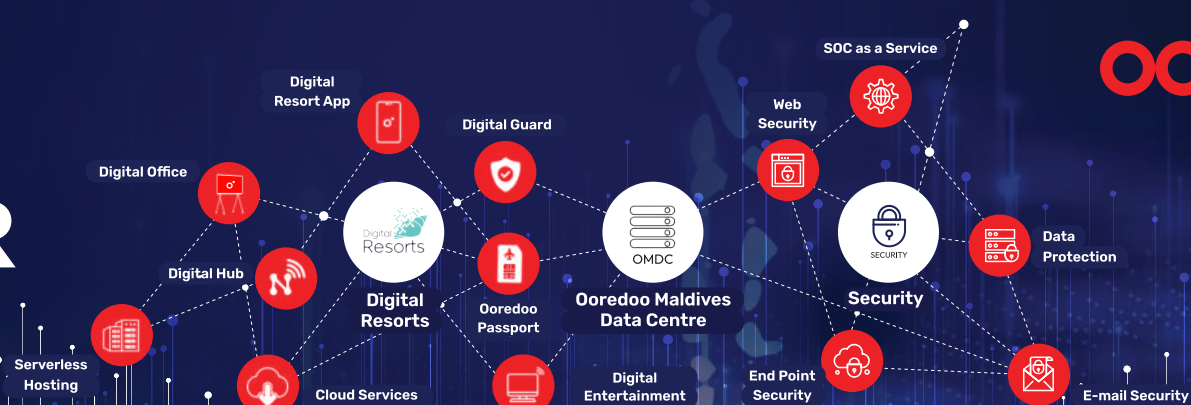 SOC as a Service
Digital
Resort App
Web
Security
Digital Guard
Digital Office
Digital
Resorts
OMDC
SECURITY
Data
Protection
Digital Hub
Digital
Resorts
Ooredoo
Passport
Ooredoo Maldives
Data Centre
Security
Serverless
Hosting
Cloud Services
Digital
Entertainment
End Point
Security
E-mail Security